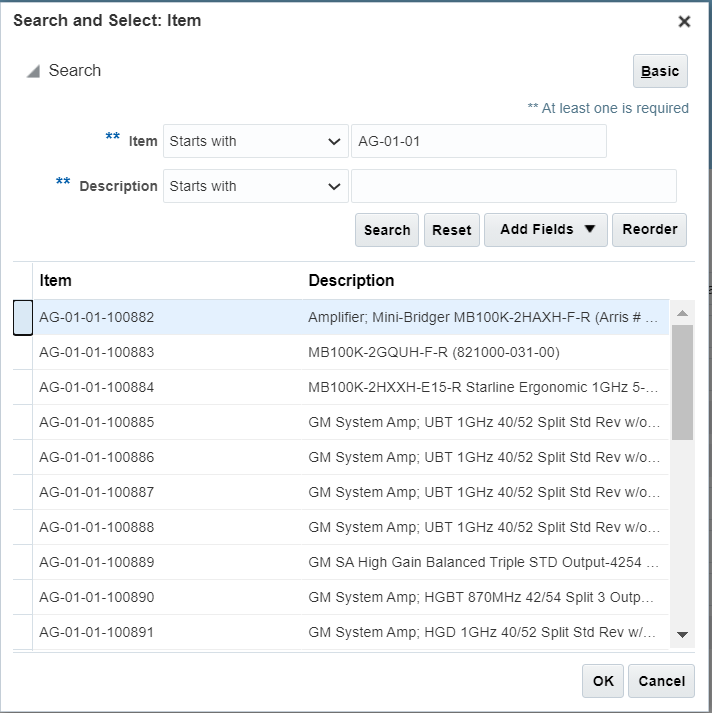 Search and Select: Item
Search
Basic
** At least one is required
** Item Starts with AG-01-01
** Description Starts with
Search Reset Add Fields Reorder
Item Description
AG-01-01-100882 Amplifier; Mini-Bridger MB100K-2HAXH-F-R (Arris # ...
AG-01-01-100883 MB100K-2GQUH-F-R (821000-031-00)
AG-01-01-100884 MB100K-2HXXH-E15-R Starline Ergonomic 1GHz 5-...
AG-01-01-100885 GM System Amp; UBT 1GHz 40/52 Split Std Rev w/o...
AG-01-01-100886 GM System Amp; UBT 1GHz 40/52 Split Std Rev w/o...
AG-01-01-100887 GM System Amp; UBT 1GHz 40/52 Split Std Rev w/o...
AG-01-01-100888 GM System Amp; UBT 1GHz 40/52 Split Std Rev w/o...
AG-01-01-100889 GM SA High Gain Balanced Triple STD Output-4254 ...
AG-01-01-100890 GM System Amp; HGBT 870MHz 42/54 Split 3 Outp...
AG-01-01-100891 GM System Amp; HGD 1GHz 40/52 Split Std Rev w/...
OK Cancel